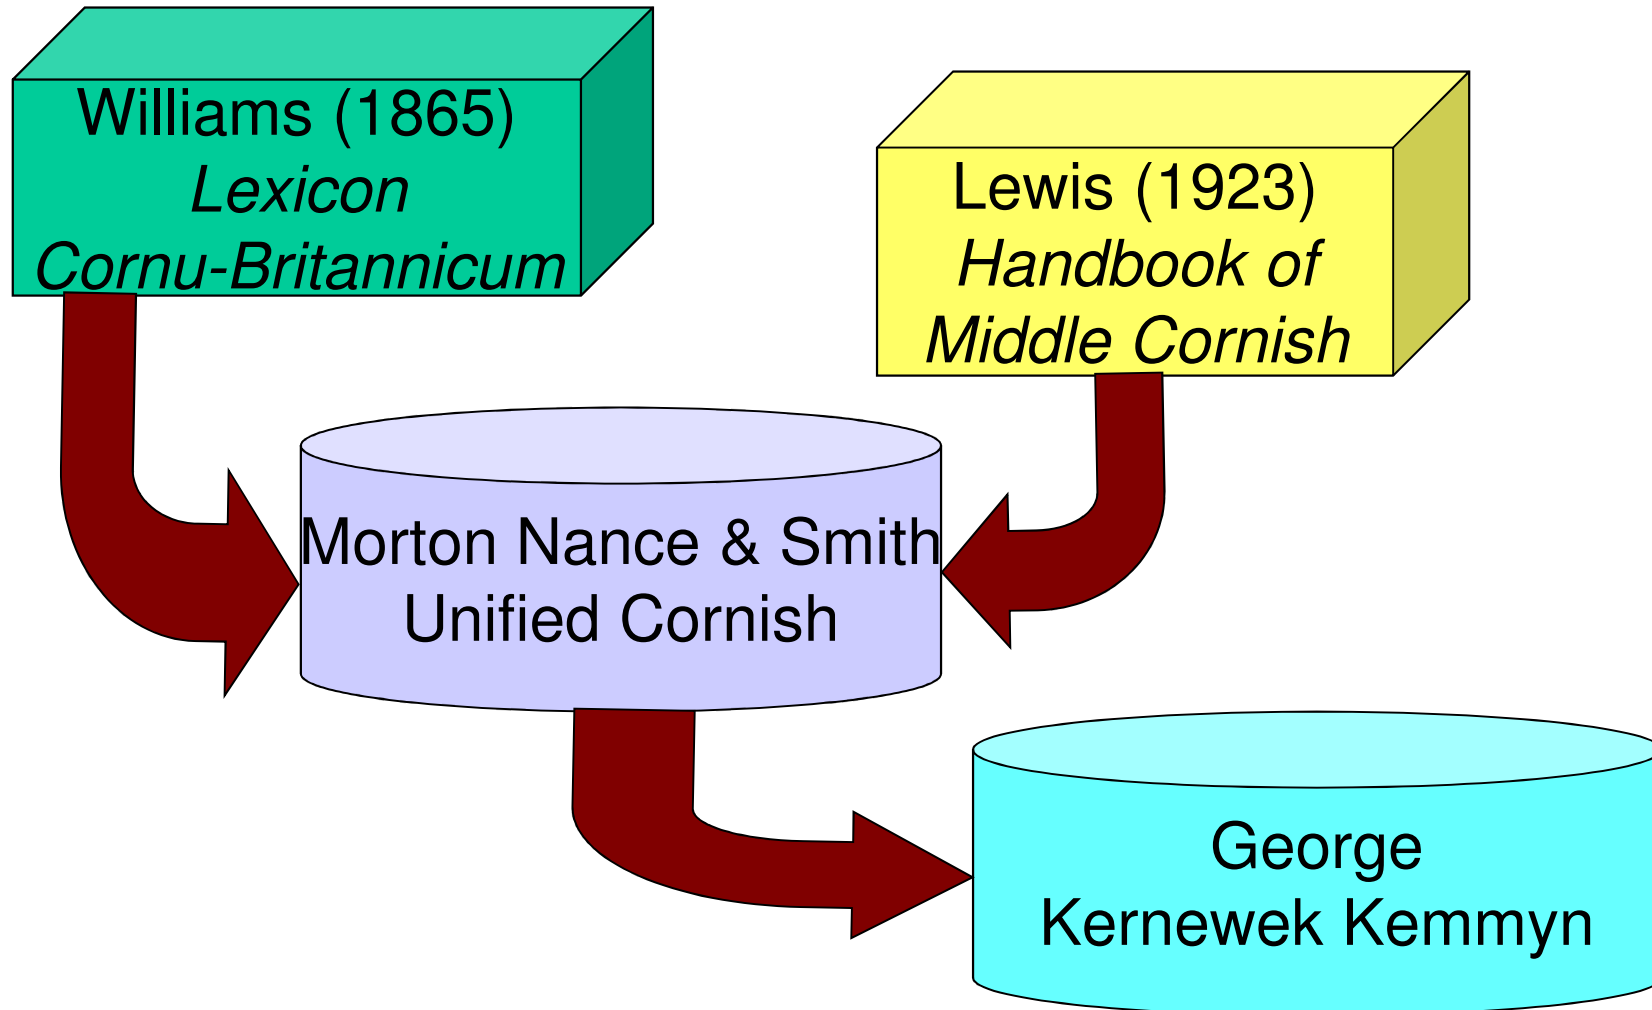 Williams (1865)
Lexicon
Cornu-Britannicum
Lewis (1923)
Handbook of
Middle Cornish
Morton Nance & Smith
Unified Cornish
George
Kernewek Kemmyn